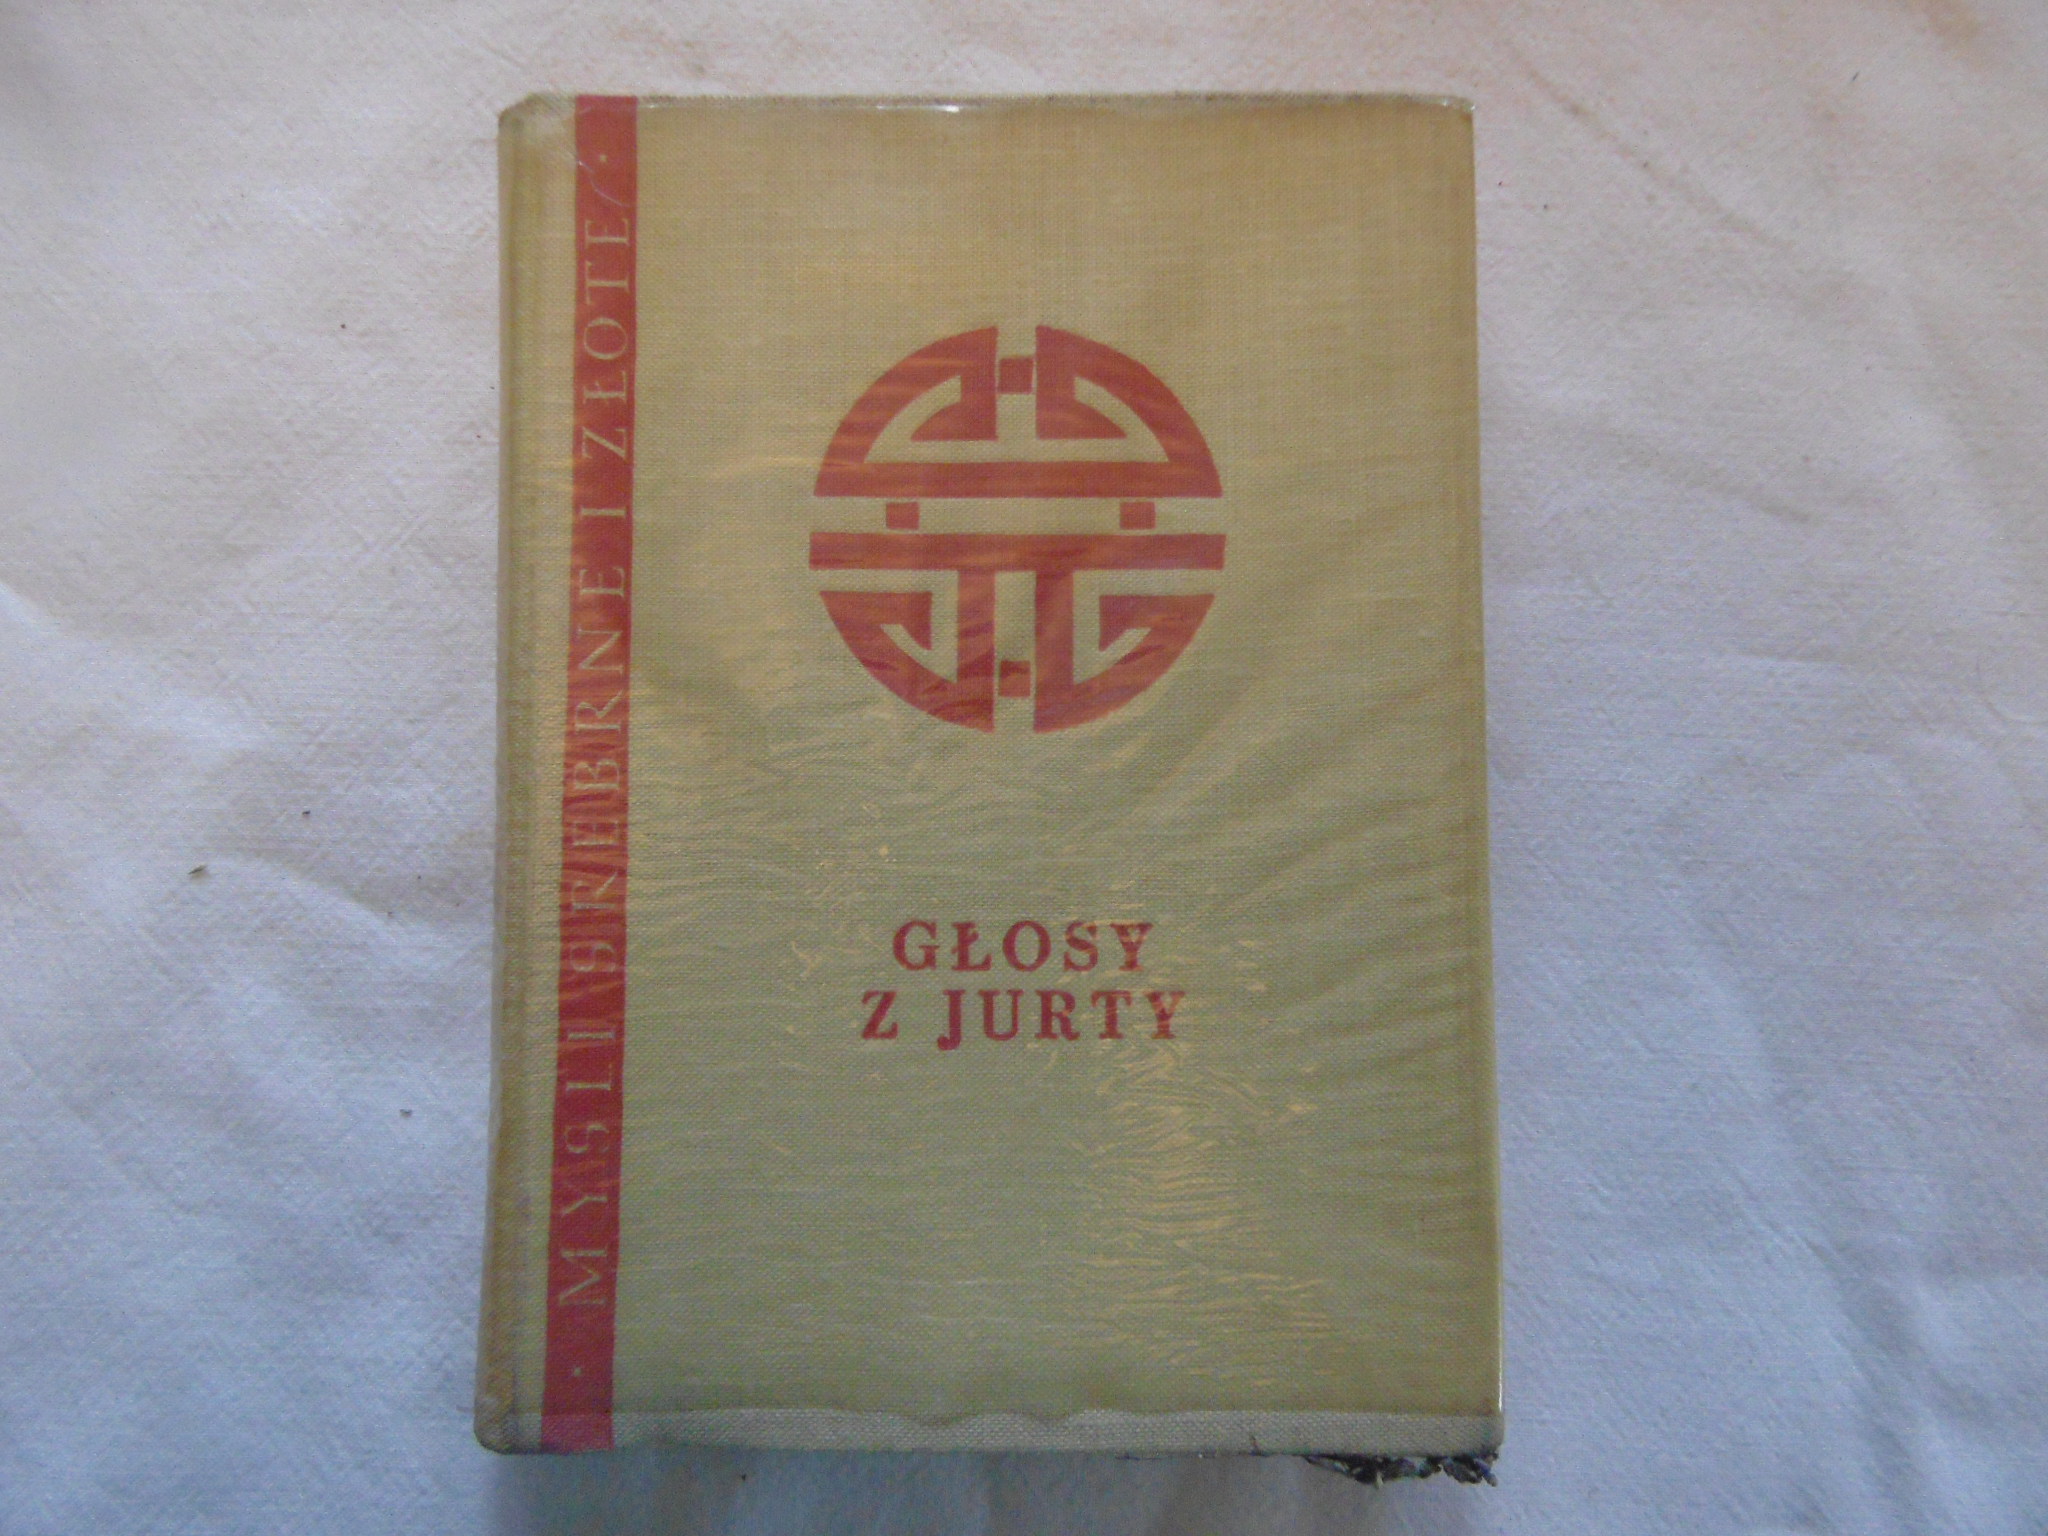 · MYŚLI SREBRNE I ZŁOTE ·
GŁOSY
Z JURTY